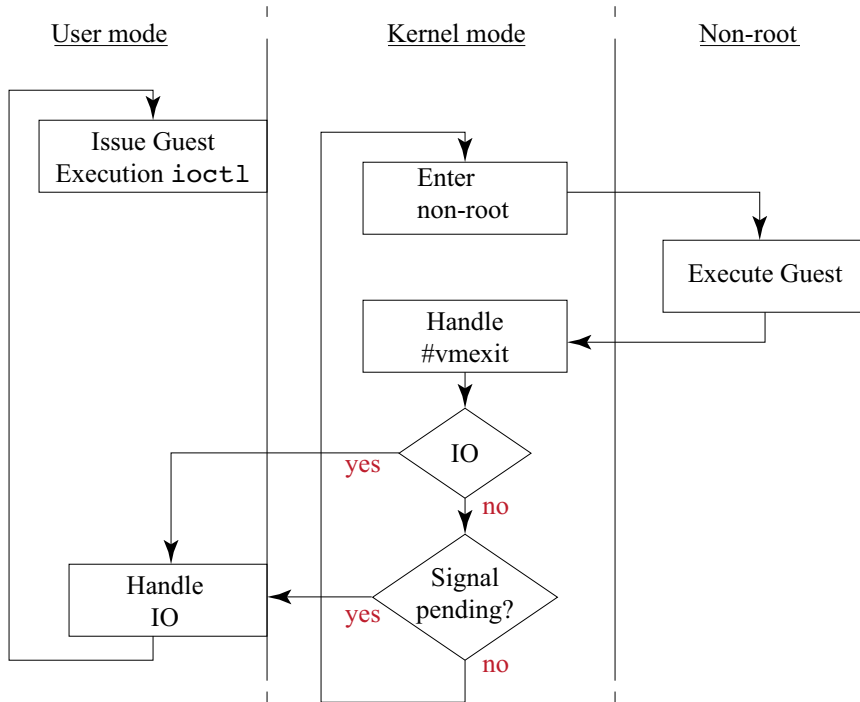 User mode
Kernel mode
Non-root
Issue Guest
Execution ioctl
Enter
non-root
Execute Guest
Handle
#vmexit
IO
yes
no
Handle
IO
Signal
pending?
yes
no